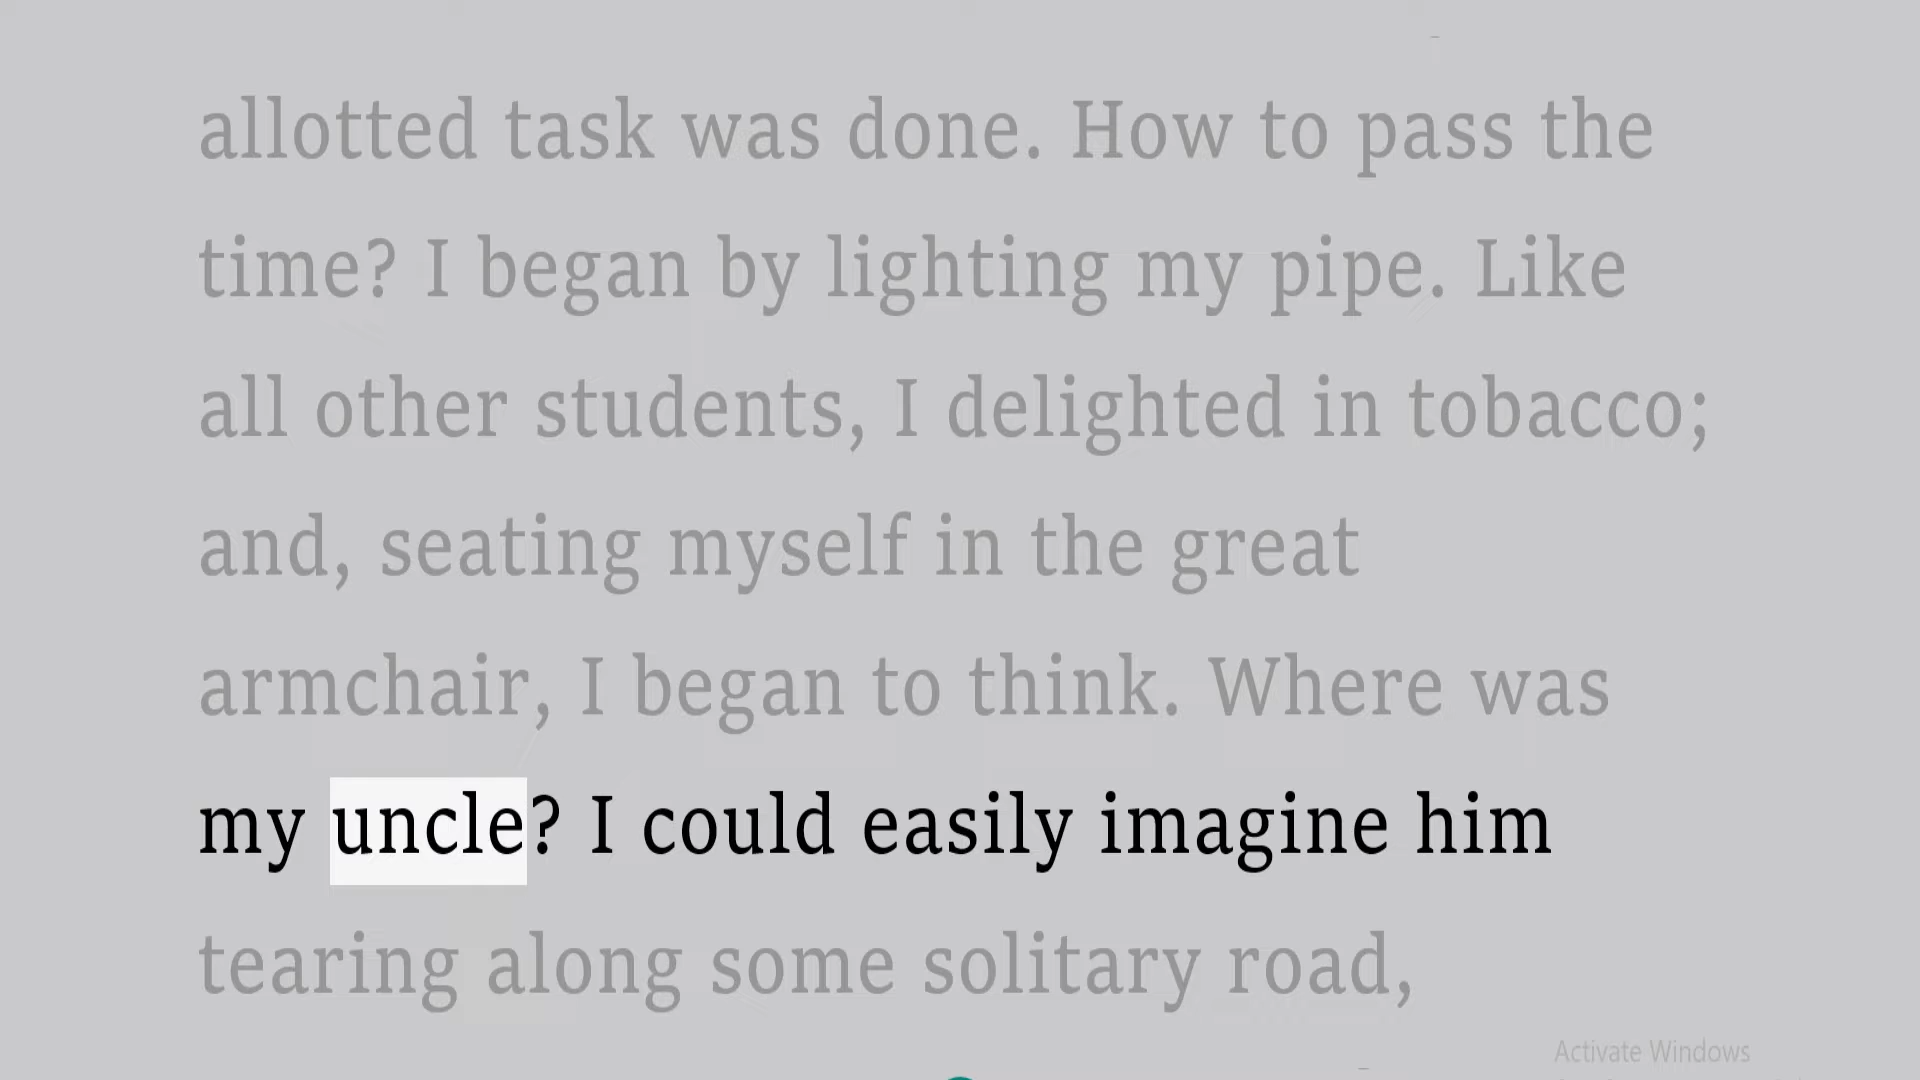 allotted task was done. How to pass the
time? I began by lighting my pipe. Like
all other students, I delighted in tobacco;
and, seating myself in the great
armchair, I began to think. Where was
my uncle? I could easily imagine him
tearing along some solitary road,
Activate Windows